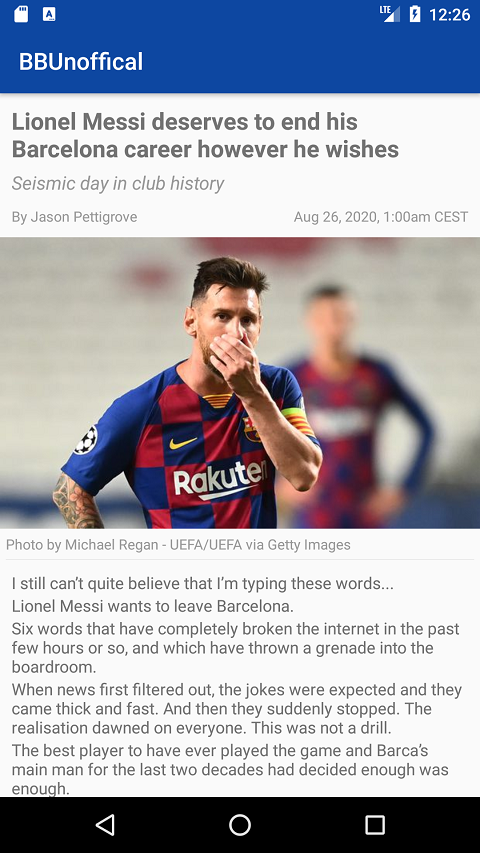 LTE 12:26
BBUnoffical
Lionel Messi deserves to end his
Barcelona career however he wishes
Seismic day in club history
By Jason Pettigrove Aug 26, 2020, 1:00am CEST
Rakuten
Photo by Michael Regan - UEFA/UEFA via Getty Images
I still can’t quite believe that I’m typing these words...
Lionel Messi wants to leave Barcelona.
Six words that have completely broken the internet in the past
few hours or so, and which have thrown a grenade into the
boardroom.
When news first filtered out, the jokes were expected and they
came thick and fast. And then they suddenly stopped. The
realisation dawned on everyone. This was not a drill.
The best player to have ever played the game and Barca’s
main man for the last two decades had decided enough was
enough.